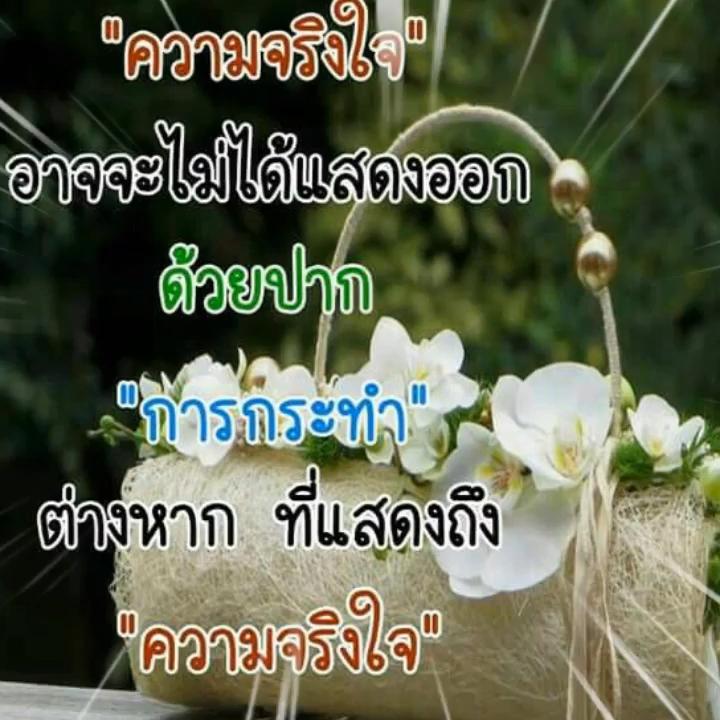 "ความจริงใจ"
อาจจะไม่ได้แสดงออก
ด้วยปาก
"การกระทำ"
ต่างหาก ที่แสดงถึง
"ความจริงใจ"